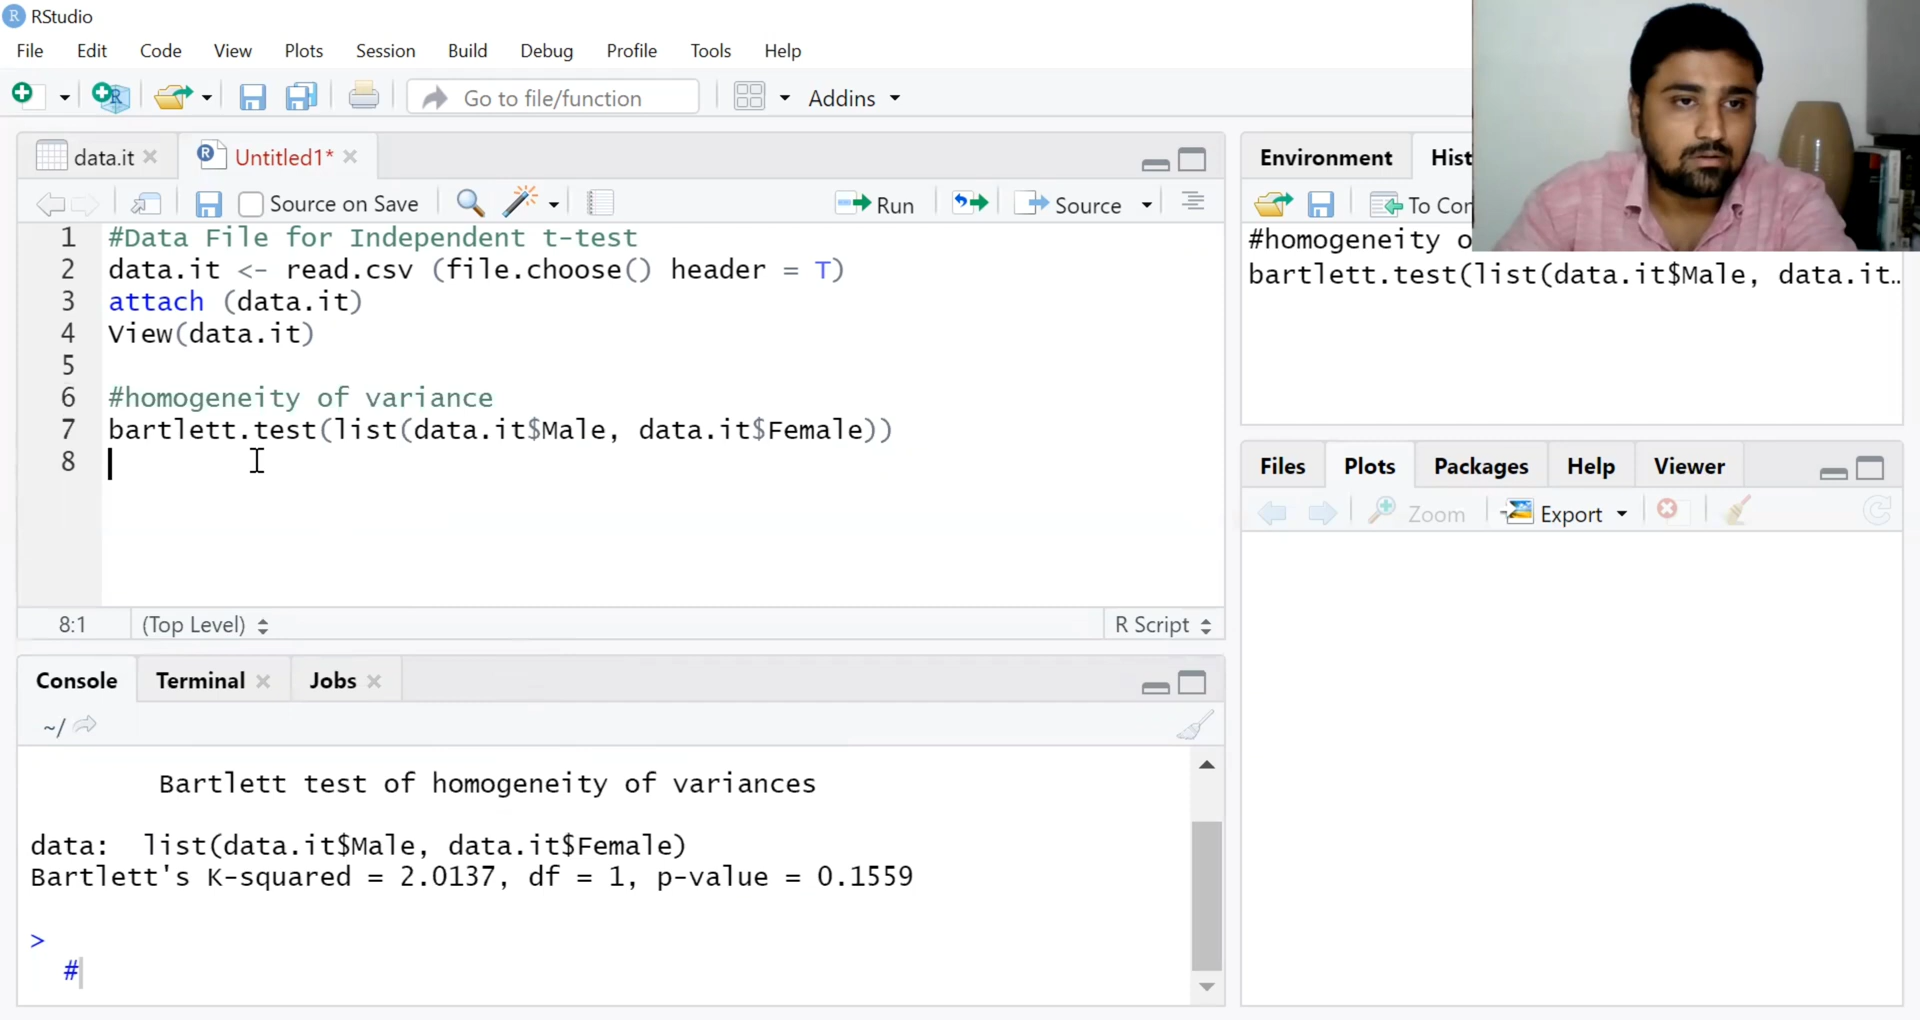 RStudio
File Edit Code View Plots Session Build Debug Profile Tools Help
Go to file/function Addins
data.it Untitled1*
Source on Save Run Source
1 #Data File for Independent t-test
2 data.it <- read.csv (file.choose() header = T)
3 attach (data.it)
4 View(data.it)
5
6 #homogeneity of variance
7 bartlett.test(list(data.it$Male, data.it$Female))
8
8:1 (Top Level) R Script
Console Terminal Jobs
~/
Bartlett test of homogeneity of variances
data: list(data.it$Male, data.it$Female)
Bartlett's K-squared = 2.0137, df = 1, p-value = 0.1559
>
#
Environment Hist
To Con
#homogeneity o
bartlett.test(list(data.it$Male, data.it…
Files Plots Packages Help Viewer
Zoom Export